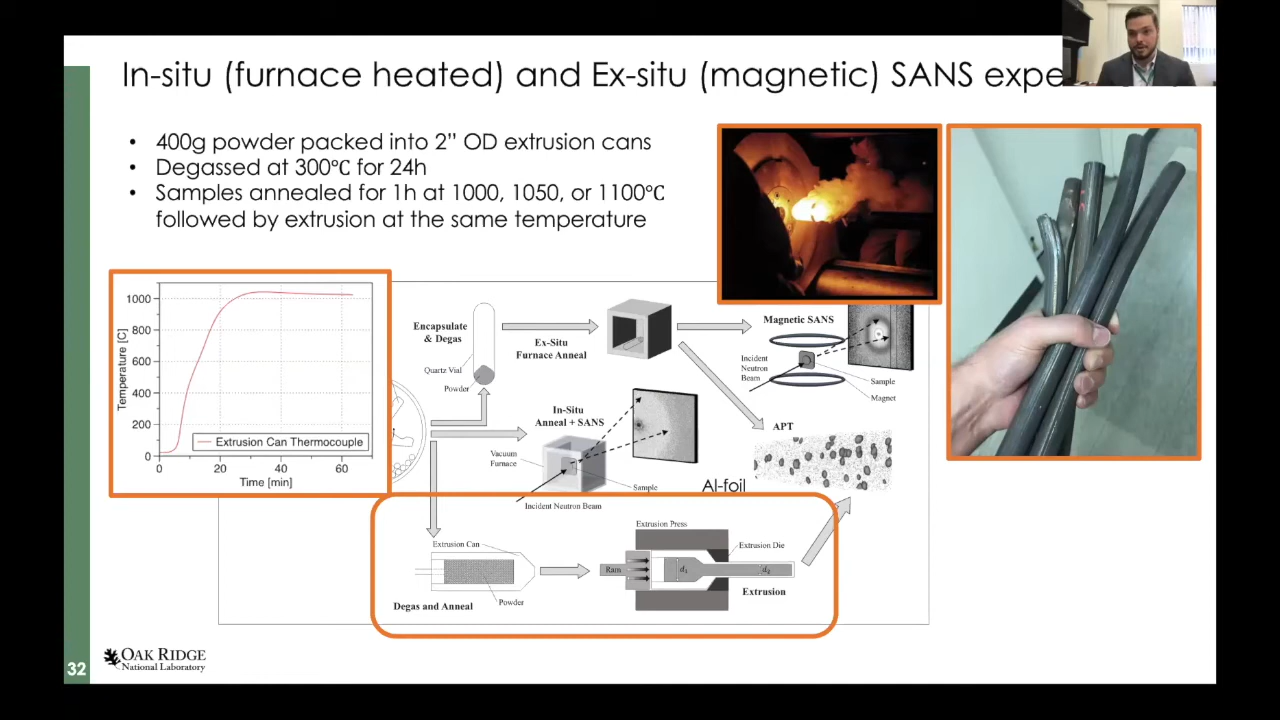 In-situ (furnace heated) and Ex-situ (magnetic) SANS expe
• 400g powder packed into 2” OD extrusion cans
• Degassed at 300℃ for 24h
• Samples annealed for 1h at 1000, 1050, or 1100℃
followed by extrusion at the same temperature
1000
800
600
400
200
0
Temperature [C]
Extrusion Can Thermocouple
0 20 40 60
Time [min]
Encapsulate
& Degas
Quartz Vial
Powder
Ex-Situ
Furnace Anneal
Magnetic SANS
Incident
Neutron
Beam
Sample
Magnet
In-Situ
Anneal + SANS
Vacuum
Furnace
Sample
Incident Neutron Beam
APT
Al-foil
Extrusion Can
Powder
Degas and Anneal
Extrusion Press
Ram
d₁
d₂
Extrusion Die
Extrusion
32
OAK RIDGE
National Laboratory